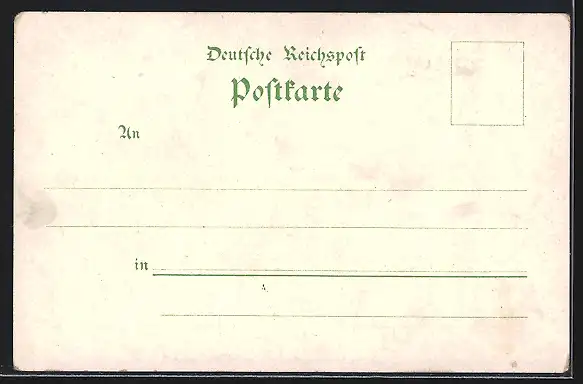 Deutſche Reichspoſt
Poſtkarte
An
in